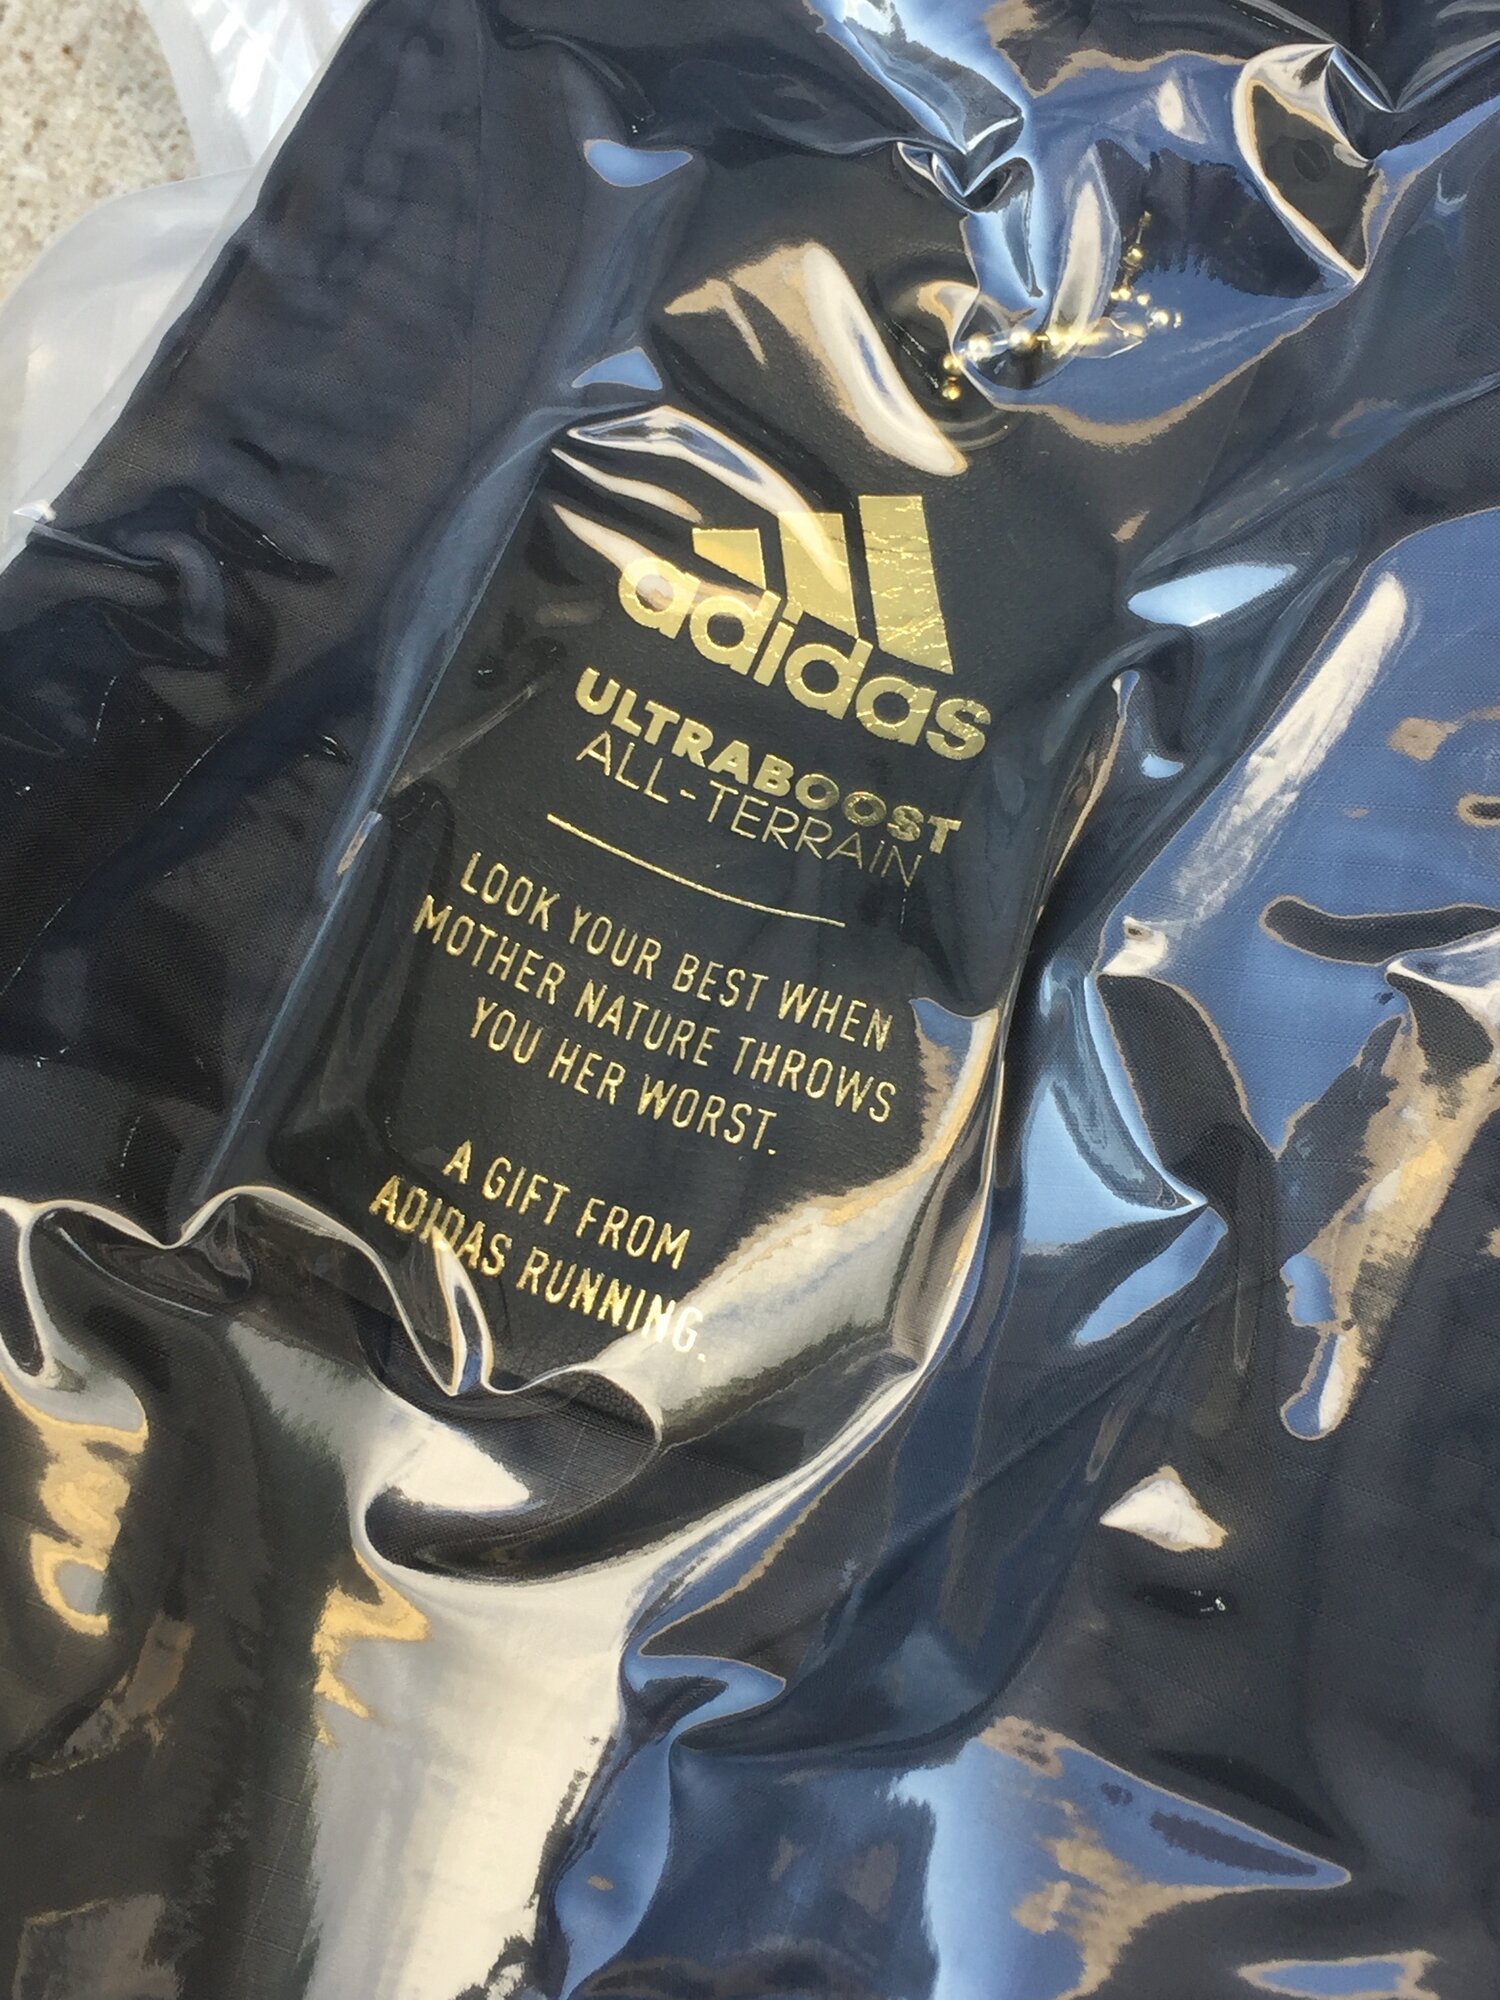 adidas
ULTRABOOST
ALL-TERRAIN
LOOK YOUR BEST WHEN
MOTHER NATURE THROWS
YOU HER WORST.
A GIFT FROM
ADIDAS RUNNING.